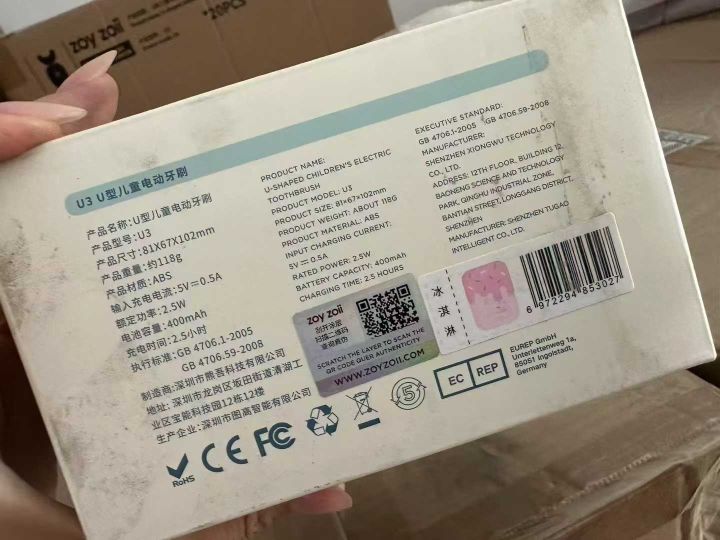 zoy zoii
*20PCS
U3 U型儿童电动牙刷
产品名称:U型儿童电动牙刷
产品型号:U3
产品尺寸:81X67X102mm
产品重量:约118g
产品材质:ABS
输入充电电流:5V⎓0.5A
额定功率:2.5W
电池容量:400mAh
充电时间:2.5小时
执行标准:GB 4706.1-2005
GB 4706.59-2008
制造商:深圳市熊吾科技有限公司
地址:深圳市龙岗区坂田街道清湖工
业区宝能科技园12栋12楼
生产企业:深圳市图高智能有限公司
PRODUCT NAME:
U-SHAPED CHILDREN'S ELECTRIC
TOOTHBRUSH
PRODUCT MODEL: U3
PRODUCT SIZE: 81×67×102mm
PRODUCT WEIGHT: ABOUT 118G
PRODUCT MATERIAL: ABS
INPUT CHARGING CURRENT:
5V⎓0.5A
RATED POWER: 2.5W
BATTERY CAPACITY: 400mAh
CHARGING TIME: 2.5 HOURS
EXECUTIVE STANDARD:
GB 4706.1-2005 GB 4706.59-2008
MANUFACTURER:
SHENZHEN XIONGWU TECHNOLOGY
CO., LTD.
ADDRESS: 12TH FLOOR, BUILDING 12,
BAONENG SCIENCE AND TECHNOLOGY
PARK, QINGHU INDUSTRIAL ZONE,
BANTIAN STREET, LONGGANG DISTRICT,
SHENZHEN
MANUFACTURER: SHENZHEN TUGAO
INTELLIGENT CO., LTD.
zoy zoii
刮开涂层
扫描二维码
查询真伪
SCRATCH THE LAYER TO SCAN THE
QR CODE QUER AUTHENTICITY
WWW.ZOYZOII.COM
冰淇淋
6 972294 853027
RoHS
CE
FC
5
EC REP
EUREP GmbH
Unterlettenweg 1a,
85051 Ingolstadt,
Germany